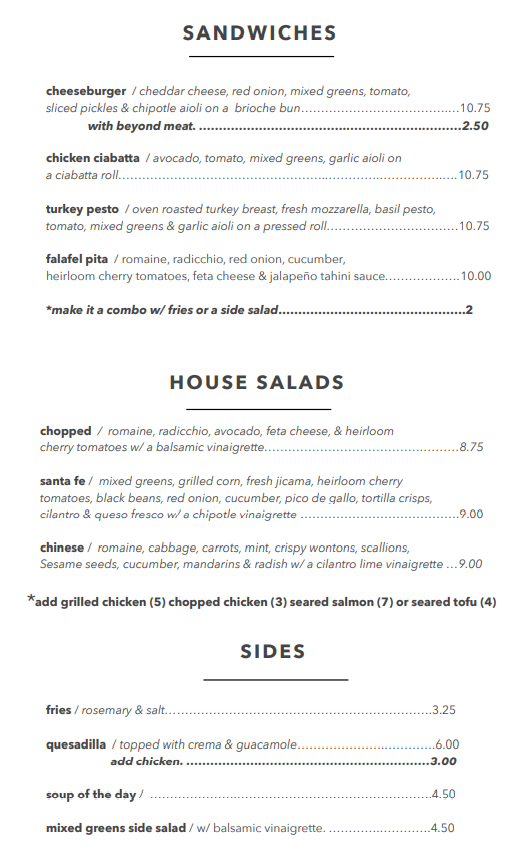 SANDWICHES
cheeseburger / cheddar cheese, red onion, mixed greens, tomato,
sliced pickles & chipotle aioli on a brioche bun.......................................10.75
with beyond meat. .................................................................2.50
chicken ciabatta / avocado, tomato, mixed greens, garlic aioli on
a ciabatta roll.....................................................................................10.75
turkey pesto / oven roasted turkey breast, fresh mozzarella, basil pesto,
tomato, mixed greens & garlic aioli on a pressed roll.................................10.75
falafel pita / romaine, radicchio, red onion, cucumber,
heirloom cherry tomatoes, feta cheese & jalapeño tahini sauce..................10.00
*make it a combo w/ fries or a side salad..............................................2
HOUSE SALADS
chopped / romaine, radicchio, avocado, feta cheese, & heirloom
cherry tomatoes w/ a balsamic vinaigrette.................................................8.75
santa fe / mixed greens, grilled corn, fresh jicama, heirloom cherry
tomatoes, black beans, red onion, cucumber, pico de gallo, tortilla crisps,
cilantro & queso fresco w/ a chipotle vinaigrette .......................................9.00
chinese / romaine, cabbage, carrots, mint, crispy wontons, scallions,
Sesame seeds, cucumber, mandarins & radish w/ a cilantro lime vinaigrette ...9.00
*add grilled chicken (5) chopped chicken (3) seared salmon (7) or seared tofu (4)
SIDES
fries / rosemary & salt..................................................................3.25
quesadilla / topped with crema & guacamole..................................6.00
add chicken. ............................................................3.00
soup of the day / .......................................................................4.50
mixed greens side salad / w/ balsamic vinaigrette. .........................4.50